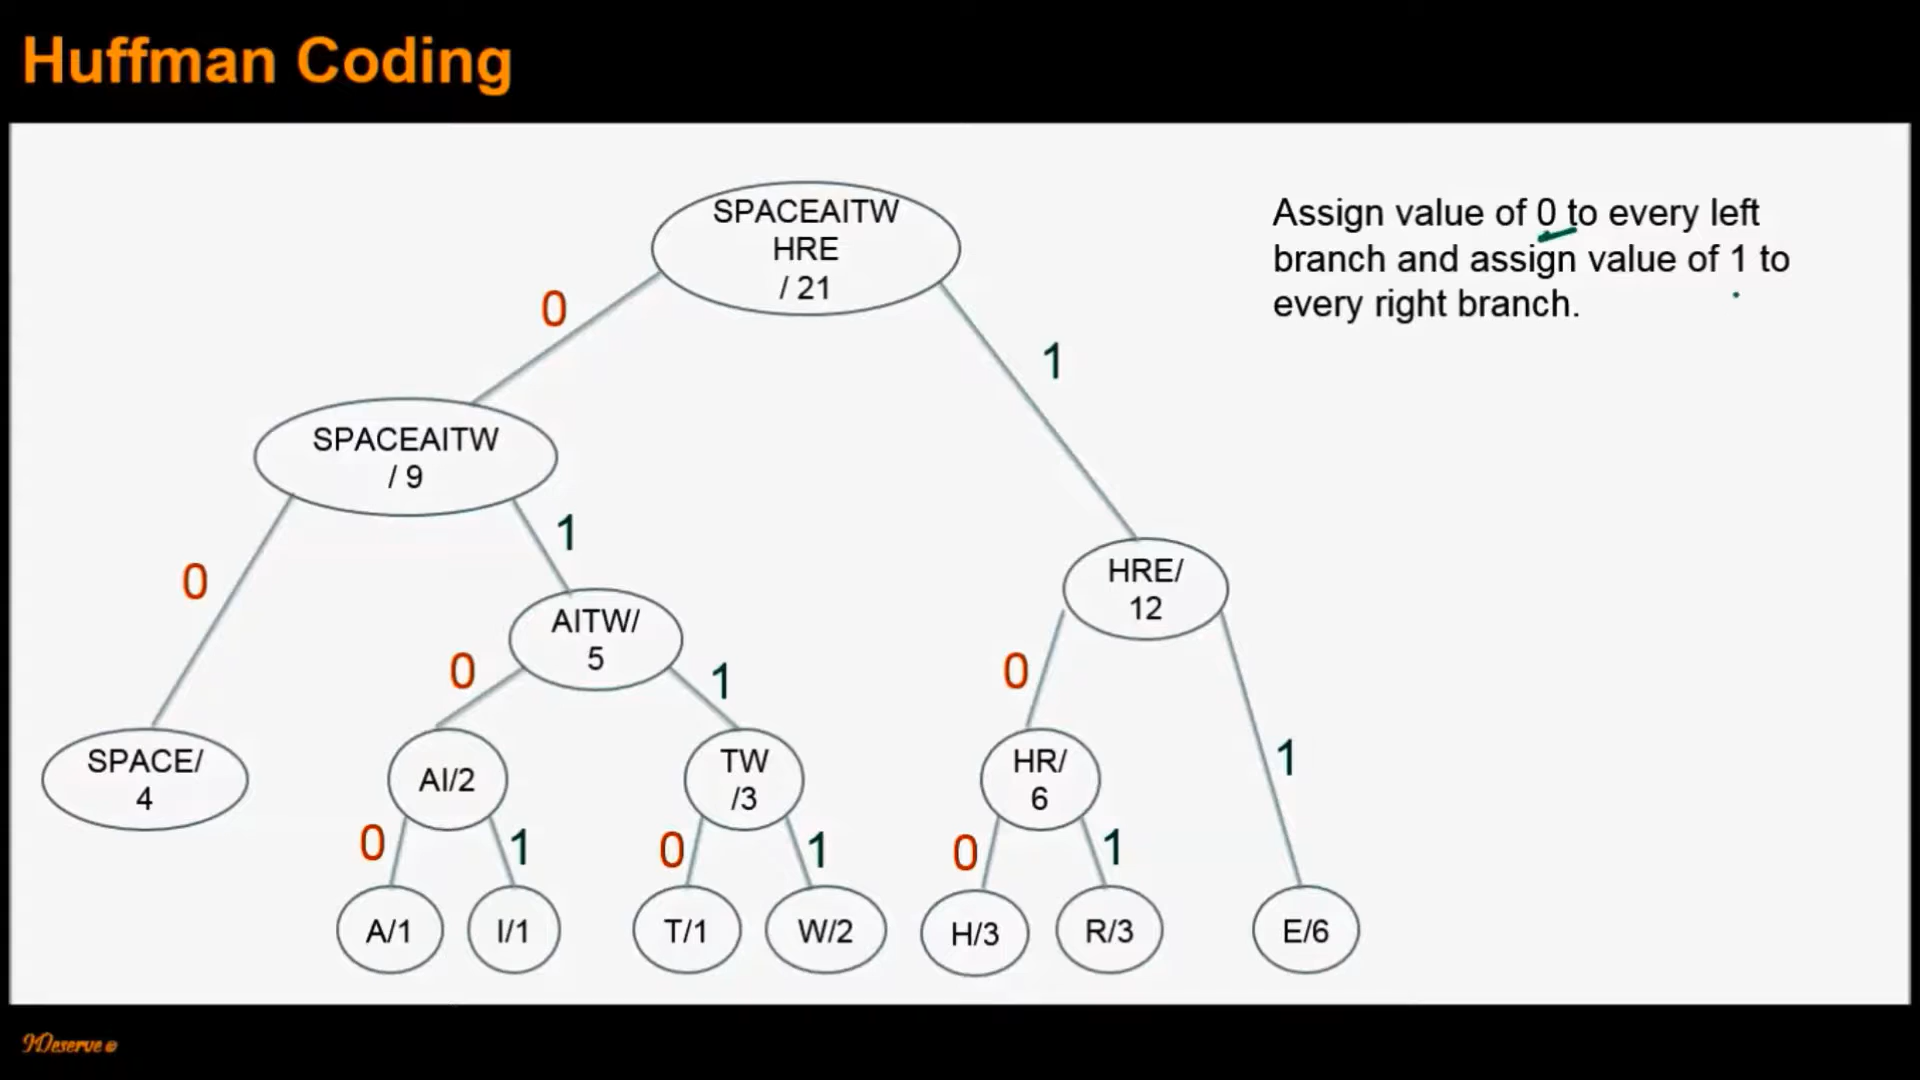 Huffman Coding
SPACEAITW
HRE
/ 21
Assign value of 0 to every left
branch and assign value of 1 to
every right branch.
0
1
SPACEAITW
/ 9
0
1
HRE/
12
AITW/
5
0
1
0
1
SPACE/
4
AI/2
TW
/3
HR/
6
0
1
0
1
0
1
A/1
I/1
T/1
W/2
H/3
R/3
E/6
9Deserve